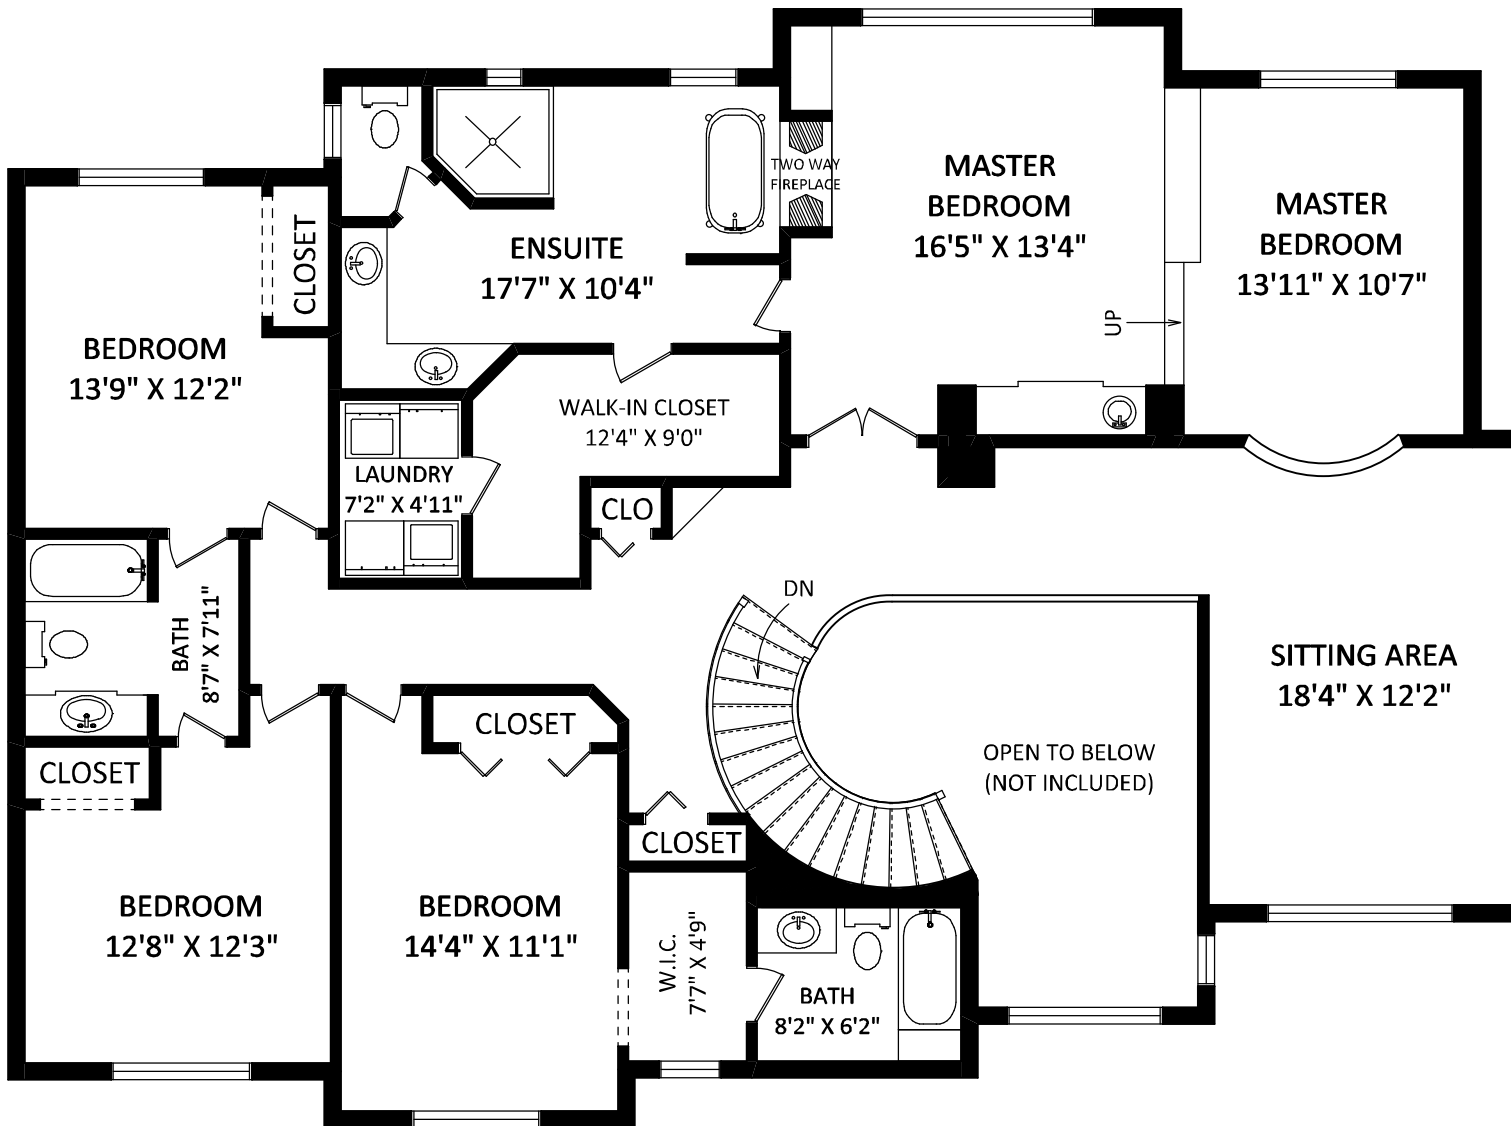 TWO WAY
FIREPLACE
MASTER
BEDROOM
16'5" X 13'4"
MASTER
BEDROOM
13'11" X 10'7"
ENSUITE
17'7" X 10'4"
CLOSET
UP
BEDROOM
13'9" X 12'2"
WALK-IN CLOSET
12'4" X 9'0"
LAUNDRY
7'2" X 4'11"
CLO
DN
BATH
8'7" X 7'11"
SITTING AREA
18'4" X 12'2"
CLOSET
OPEN TO BELOW
(NOT INCLUDED)
CLOSET
CLOSET
BEDROOM
12'8" X 12'3"
BEDROOM
14'4" X 11'1"
W.I.C.
7'7" X 4'9"
BATH
8'2" X 6'2"